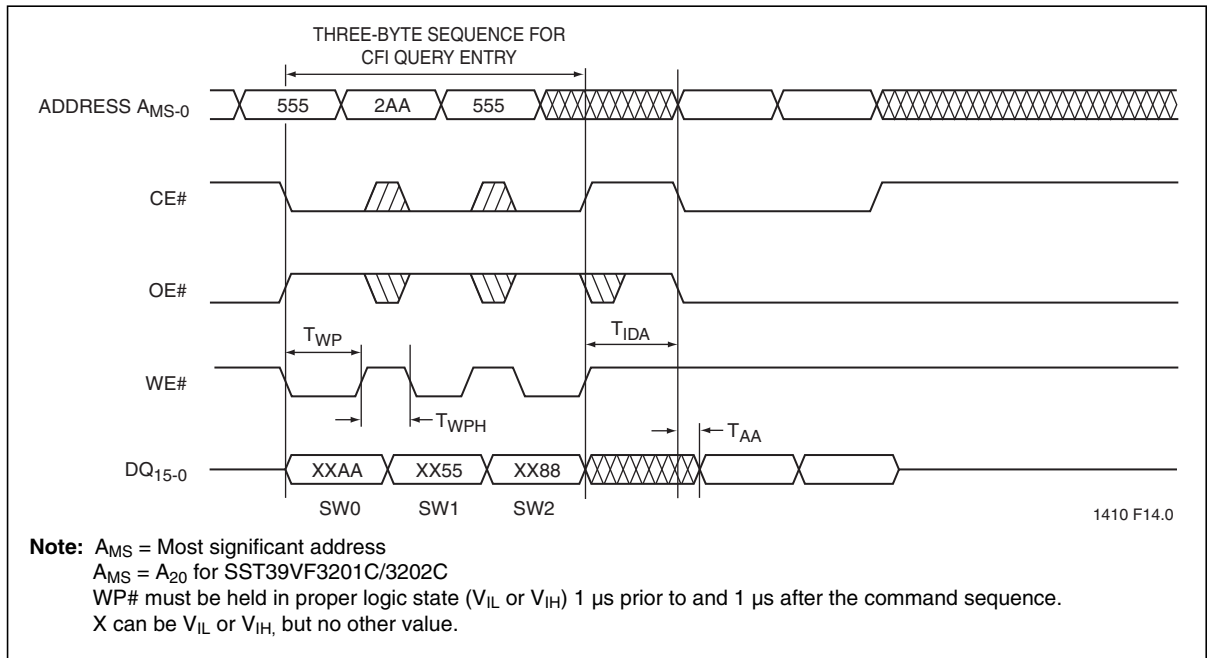 THREE-BYTE SEQUENCE FOR
CFI QUERY ENTRY
ADDRESS AMS-0
555
2AA
555
CE#
OE#
TWP
TIDA
WE#
TWPH
TAA
DQ15-0
XXAA
XX55
XX88
SW0
SW1
SW2
1410 F14.0
Note: AMS = Most significant address
AMS = A20 for SST39VF3201C/3202C
WP# must be held in proper logic state (VIL or VIH) 1 µs prior to and 1 µs after the command sequence.
X can be VIL or VIH, but no other value.